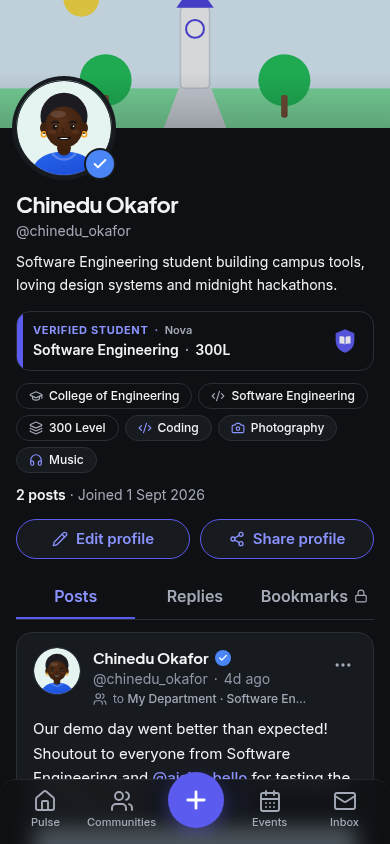 Chinedu Okafor
@chinedu_okafor
Software Engineering student building campus tools,
loving design systems and midnight hackathons.
VERIFIED STUDENT · Nova
Software Engineering · 300L
College of Engineering
Software Engineering
300 Level
Coding
Photography
Music
2 posts · Joined 1 Sept 2026
Edit profile
Share profile
Posts
Replies
Bookmarks
Chinedu Okafor
@chinedu_okafor · 4d ago
to My Department · Software En...
Our demo day went better than expected!
Shoutto everyone from Software
Engineering and bello for testing the
Pulse
Communities
Events
Inbox